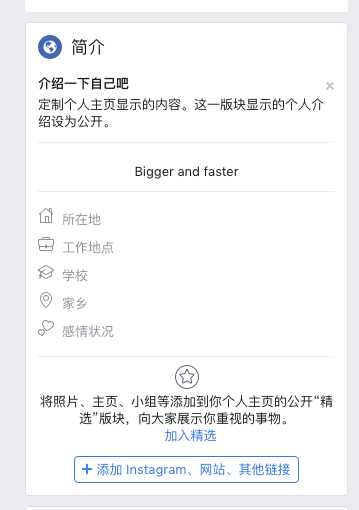 简介
介绍一下自己吧
定制个人主页显示的内容。这一版块显示的个人介
绍设为公开。
Bigger and faster
所在地
工作地点
学校
家乡
感情状况
将照片、主页、小组等添加到你个人主页的公开“精
选”版块，向大家展示你重视的事物。
加入精选
+ 添加 Instagram、网站、其他链接